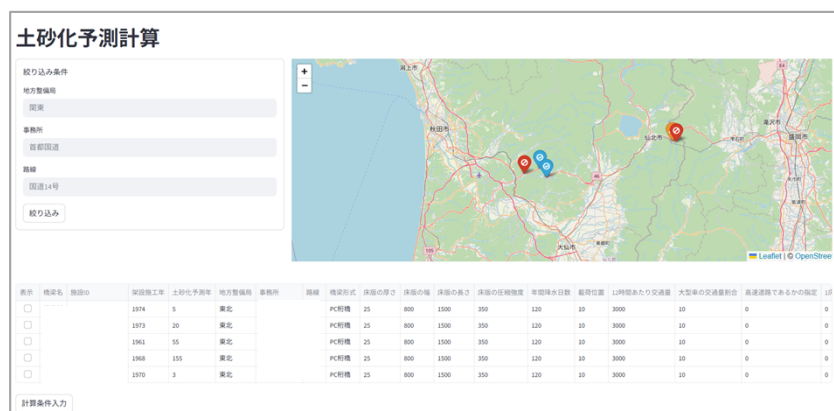 土砂化予測計算
絞り込み条件
地方整備局
関東
事務所
首都国道
路線
国道14号
絞り込み
+
−
潟上市
秋田市
仙北市
滝沢市
盛岡市
大仙市
46
105
Leaflet | © OpenStree
表示 橋梁名 施設ID 架設施工年 土砂化予測年 地方整備局 事務所 路線 橋梁形式 床版の厚さ 床版の幅 床版の長さ 床版の圧縮強度 年間降水日数 載荷位置 12時間あたり交通量 大型車の交通量割合 高速道路であるかの指定
1974 5 東北 PC桁橋 25 800 1500 350 120 10 3000 10 0 0
1973 20 東北 PC桁橋 25 800 1500 350 120 10 3000 10 0 0
1961 55 東北 PC桁橋 25 800 1500 350 120 10 3000 10 0 0
1968 155 東北 PC桁橋 25 800 1500 350 120 10 3000 10 0 0
1970 3 東北 PC桁橋 25 800 1500 350 120 10 3000 10 0 0
計算条件入力